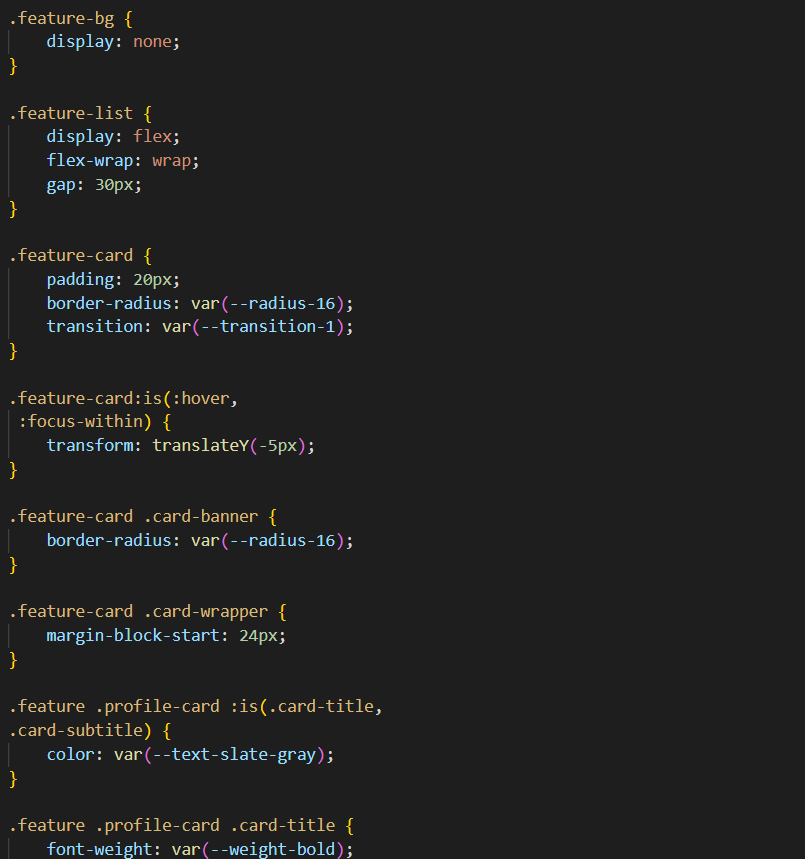 .feature-bg {
    display: none;
}

.feature-list {
    display: flex;
    flex-wrap: wrap;
    gap: 30px;
}

.feature-card {
    padding: 20px;
    border-radius: var(--radius-16);
    transition: var(--transition-1);
}

.feature-card:is(:hover,
 :focus-within) {
    transform: translateY(-5px);
}

.feature-card .card-banner {
    border-radius: var(--radius-16);
}

.feature-card .card-wrapper {
    margin-block-start: 24px;
}

.feature .profile-card :is(.card-title,
.card-subtitle) {
    color: var(--text-slate-gray);
}

.feature .profile-card .card-title {
    font-weight: var(--weight-bold);